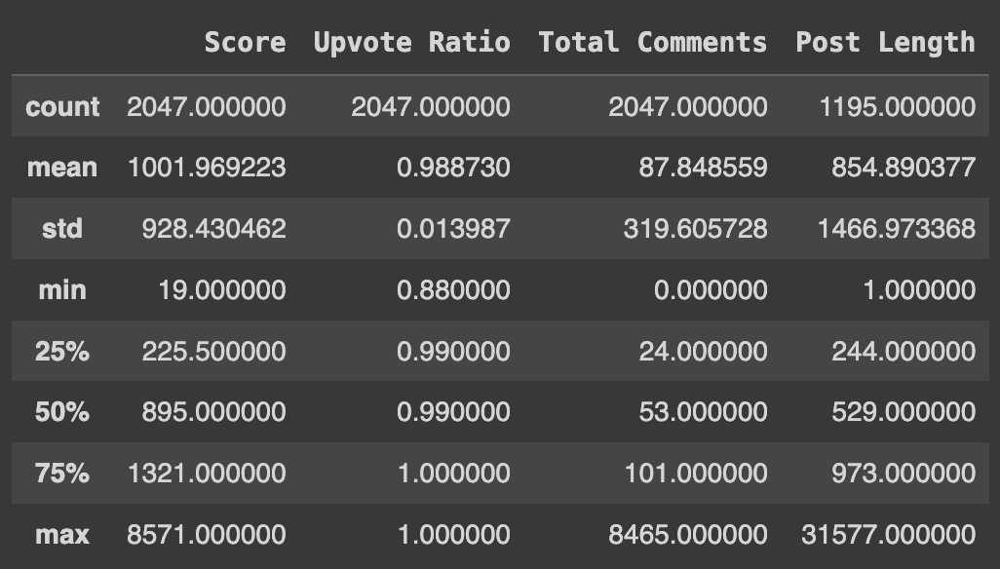 Score Upvote Ratio Total Comments Post Length
count 2047.000000 2047.000000 2047.000000 1195.000000
mean 1001.969223 0.988730 87.848559 854.890377
std 928.430462 0.013987 319.605728 1466.973368
min 19.000000 0.880000 0.000000 1.000000
25% 225.500000 0.990000 24.000000 244.000000
50% 895.000000 0.990000 53.000000 529.000000
75% 1321.000000 1.000000 101.000000 973.000000
max 8571.000000 1.000000 8465.000000 31577.000000